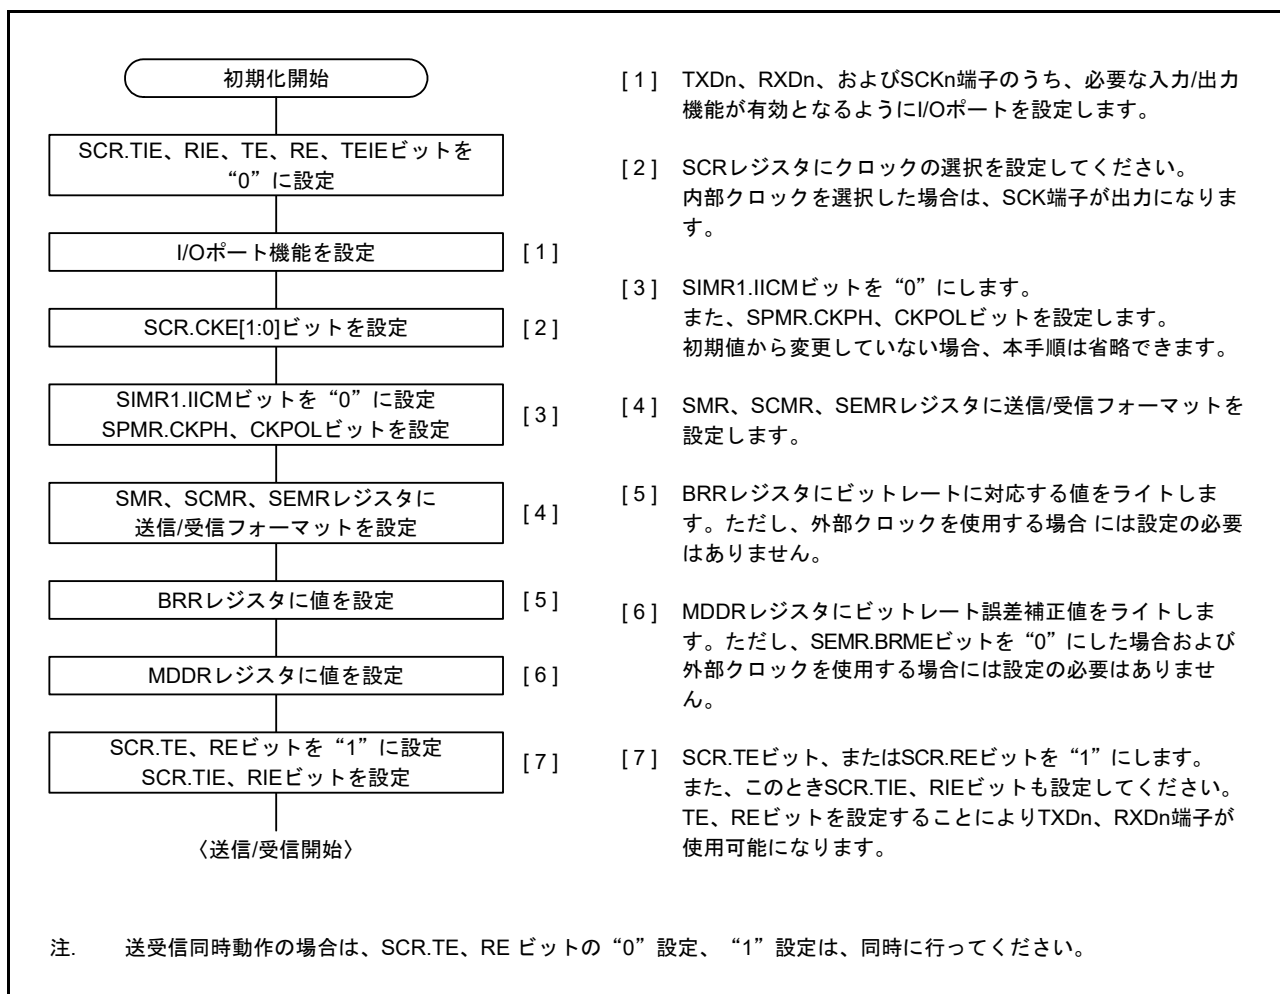 初期化開始
SCR.TIE、RIE、TE、RE、TEIEビットを
“0”に設定
I/Oポート機能を設定
[ 1 ]
SCR.CKE[1:0]ビットを設定
[ 2 ]
SIMR1.IICMビットを“0”に設定
SPMR.CKPH、CKPOLビットを設定
[ 3 ]
SMR、SCMR、SEMRレジスタに
送信/受信フォーマットを設定
[ 4 ]
BRRレジスタに値を設定
[ 5 ]
MDDRレジスタに値を設定
[ 6 ]
SCR.TE、REビットを“1”に設定
SCR.TIE、RIEビットを設定
[ 7 ]
〈送信/受信開始〉
[ 1 ] TXDn、RXDn、およびSCKn端子のうち、必要な入力/出力
機能が有効となるようにI/Oポートを設定します。
[ 2 ] SCRレジスタにクロックの選択を設定してください。
内部クロックを選択した場合は、SCK端子が出力になりま
す。
[ 3 ] SIMR1.IICMビットを“0”にします。
また、SPMR.CKPH、CKPOLビットを設定します。
初期値から変更していない場合、本手順は省略できます。
[ 4 ] SMR、SCMR、SEMRレジスタに送信/受信フォーマットを
設定します。
[ 5 ] BRRレジスタにビットレートに対応する値をライトしま
す。ただし、外部クロックを使用する場合 には設定の必要
はありません。
[ 6 ] MDDRレジスタにビットレート誤差補正値をライトしま
す。ただし、SEMR.BRMEビットを“0”にした場合および
外部クロックを使用する場合には設定の必要はありませ
ん。
[ 7 ] SCR.TEビット、またはSCR.REビットを“1”にします。
また、このときSCR.TIE、RIEビットも設定してください。
TE、REビットを設定することによりTXDn、RXDn端子が
使用可能になります。
注. 送受信同時動作の場合は、SCR.TE、RE ビットの“0”設定、“1”設定は、同時に行ってください。